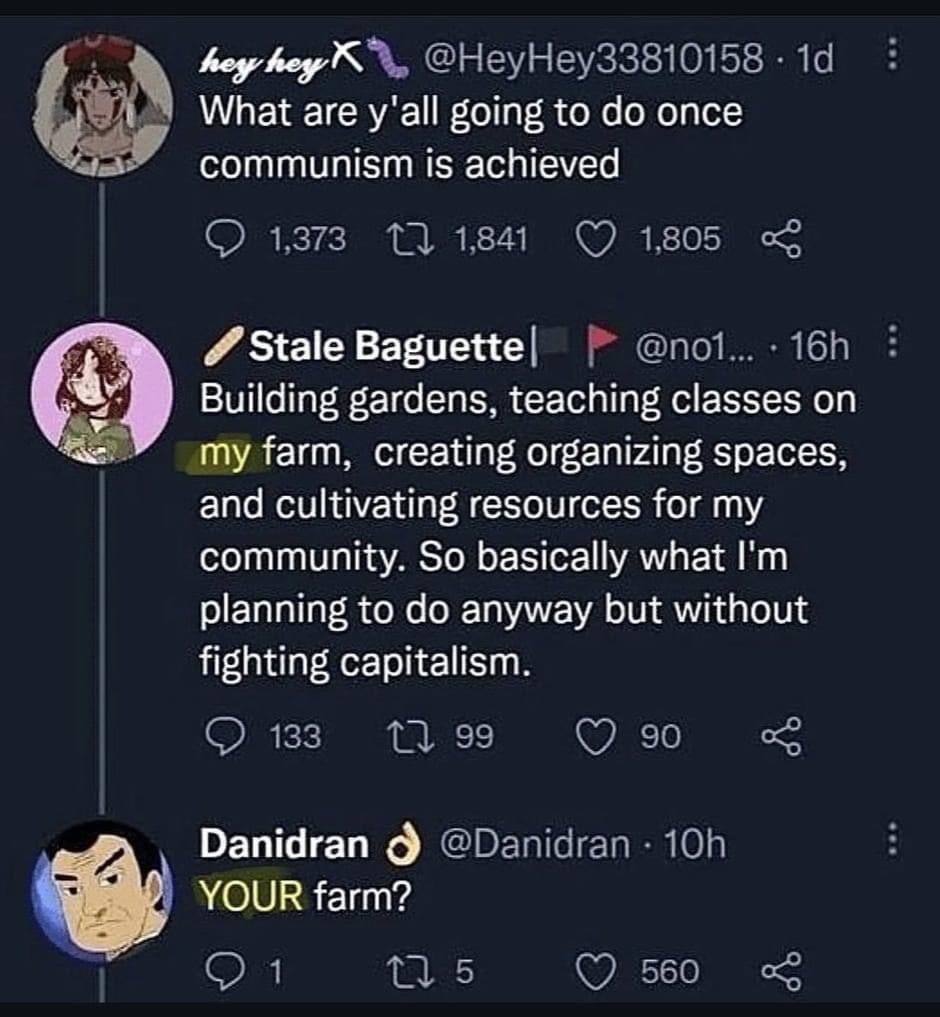 hey hey @HeyHey33810158 · 1d
What are y'all going to do once
communism is achieved
1,373 1,841 1,805
Stale Baguette| @no1... · 16h
Building gardens, teaching classes on
my farm, creating organizing spaces,
and cultivating resources for my
community. So basically what I'm
planning to do anyway but without
fighting capitalism.
133 99 90
Danidran 👌 @Danidran · 10h
YOUR farm?
1 5 560